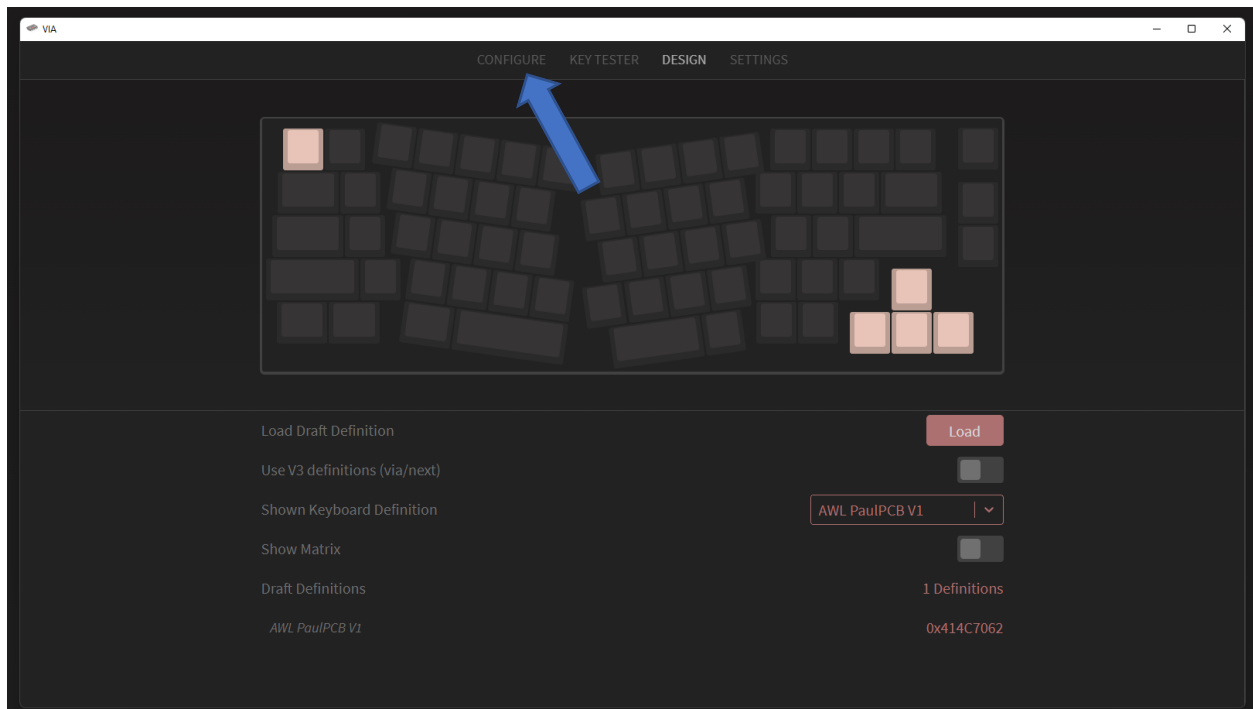 VIA
CONFIGURE KEY TESTER DESIGN SETTINGS
Load Draft Definition Load
Use V3 definitions (via/next)
Shown Keyboard Definition AWL PaulPCB V1
Show Matrix
Draft Definitions 1 Definitions
AWL PaulPCB V1 0x414C7062